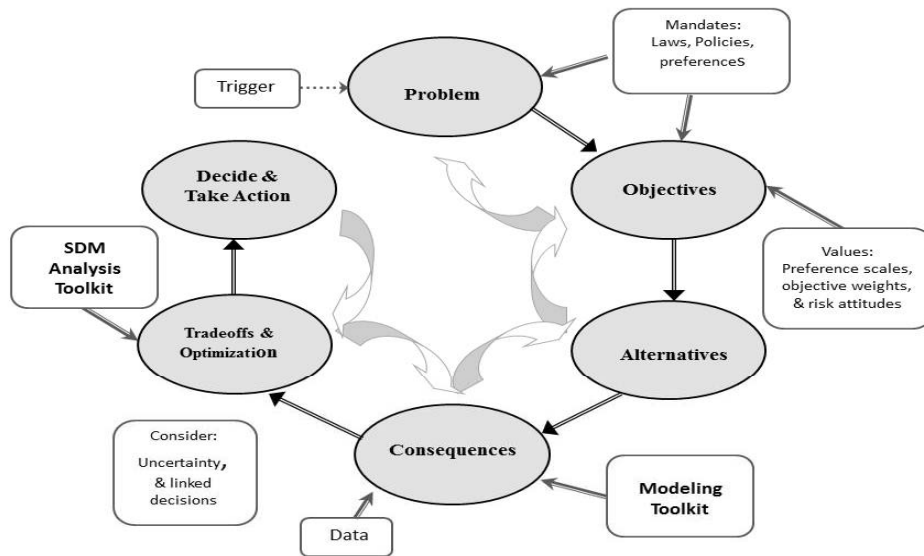 Mandates:
Laws, Policies,
preferences
Trigger
Problem
Decide &
Take Action
Objectives
SDM
Analysis
Toolkit
Values:
Preference scales,
objective weights,
& risk attitudes
Tradeoffs &
Optimization
Alternatives
Consider:
Uncertainty,
& linked
decisions
Consequences
Modeling
Toolkit
Data